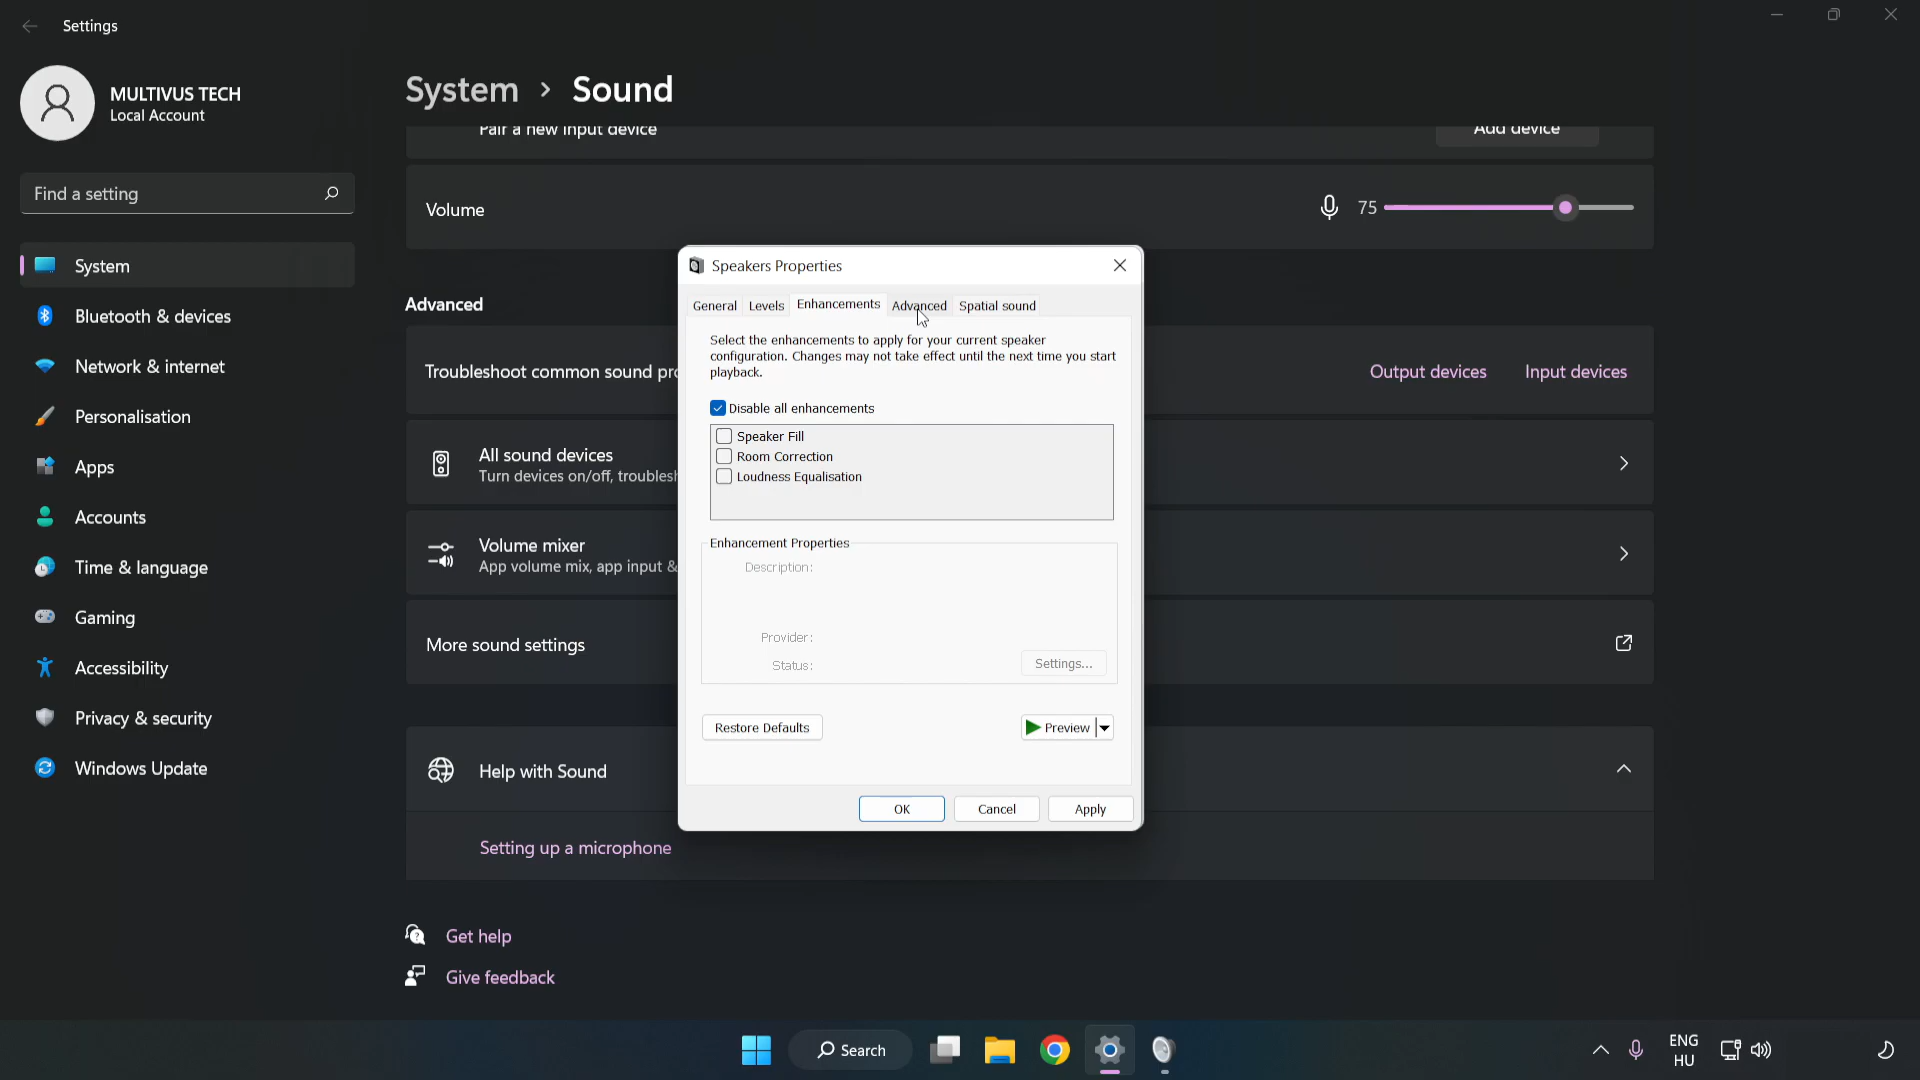 Settings
MULTIVUS TECH
Local Account
Find a setting
System
Bluetooth & devices
Network & internet
Personalisation
Apps
Accounts
Time & language
Gaming
Accessibility
Privacy & security
Windows Update
System > Sound
Pair a new input device
Add device
Volume
75
Advanced
Troubleshoot common sound pro
Output devices
Input devices
All sound devices
Turn devices on/off, troublesh
Volume mixer
App volume mix, app input &
More sound settings
Help with Sound
Setting up a microphone
Get help
Give feedback
Speakers Properties
General
Levels
Enhancements
Advanced
Spatial sound
Select the enhancements to apply for your current speaker
configuration. Changes may not take effect until the next time you start
playback.
Disable all enhancements
Speaker Fill
Room Correction
Loudness Equalisation
Enhancement Properties
Description:
Provider:
Status:
Settings...
Restore Defaults
Preview
OK
Cancel
Apply
Search
ENG
HU